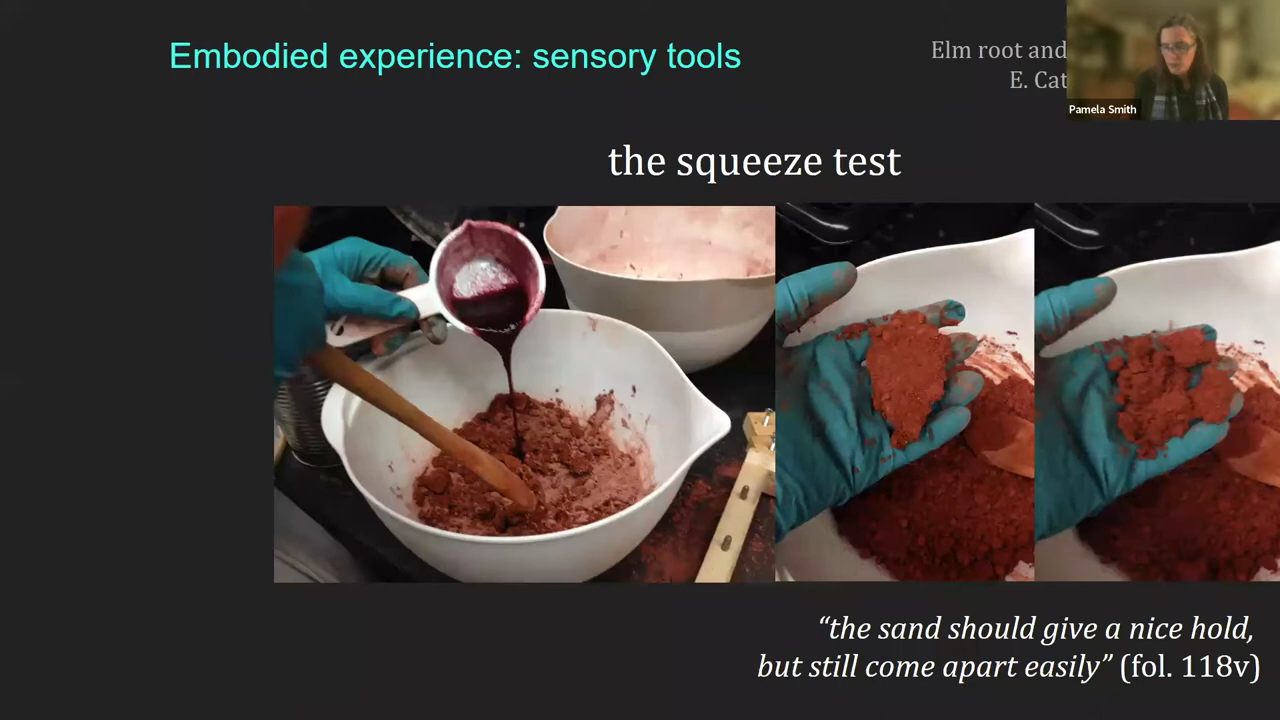 Embodied experience: sensory tools
Elm root and
E. Cat
Pamela Smith
the squeeze test
“the sand should give a nice hold,
but still come apart easily” (fol. 118v)